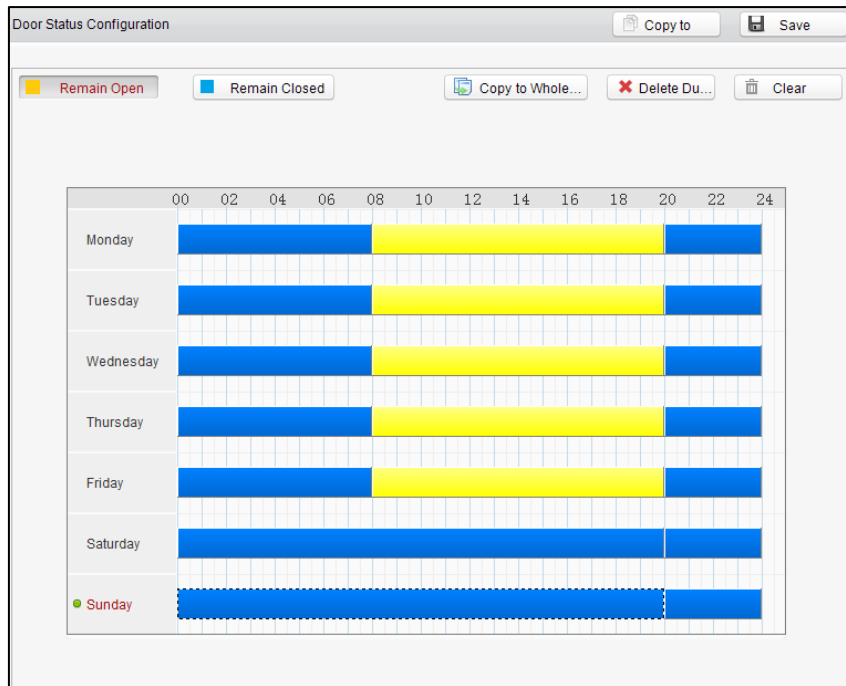 Door Status Configuration Copy to Save
Remain Open Remain Closed Copy to Whole... Delete Du... Clear
00 02 04 06 08 10 12 14 16 18 20 22 24
Monday
Tuesday
Wednesday
Thursday
Friday
Saturday
Sunday